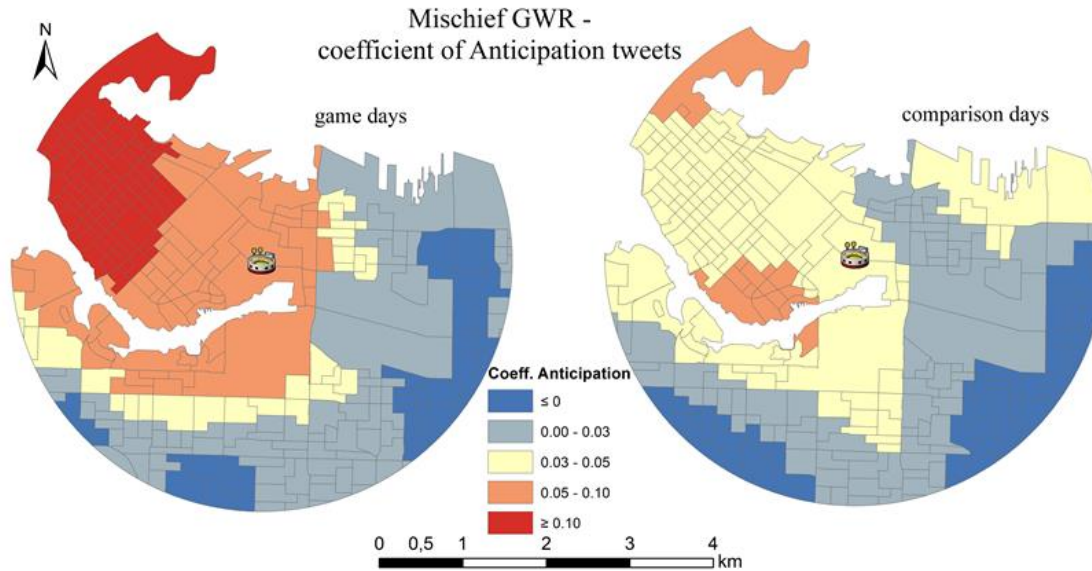 Mischief GWR -
coefficient of Anticipation tweets
N
game days
comparison days
Coeff. Anticipation
≤ 0
0.00 - 0.03
0.03 - 0.05
0.05 - 0.10
≥ 0.10
0 0,5 1 2 3 4
km